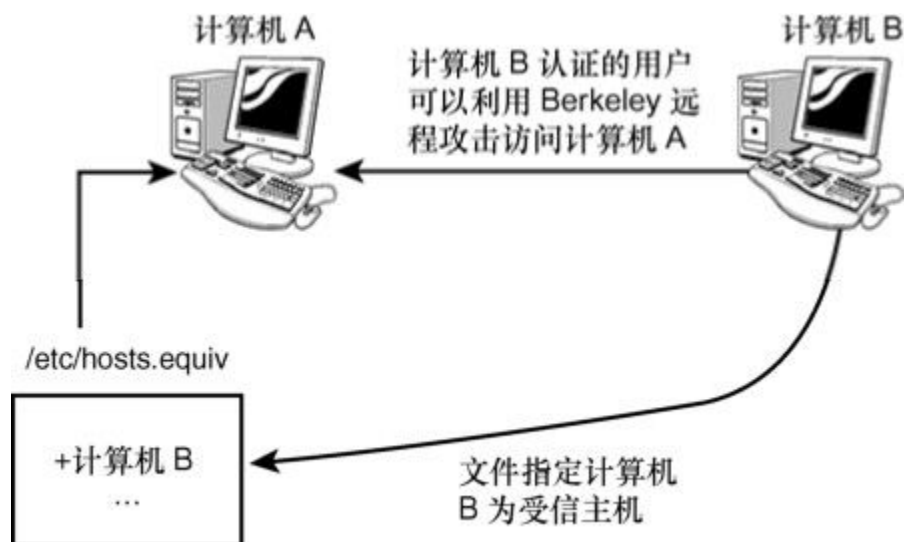 计算机 A
计算机 B
计算机 B 认证的用户
可以利用 Berkeley 远
程攻击访问计算机 A
/etc/hosts.equiv
+计算机 B
…
文件指定计算机
B 为受信主机